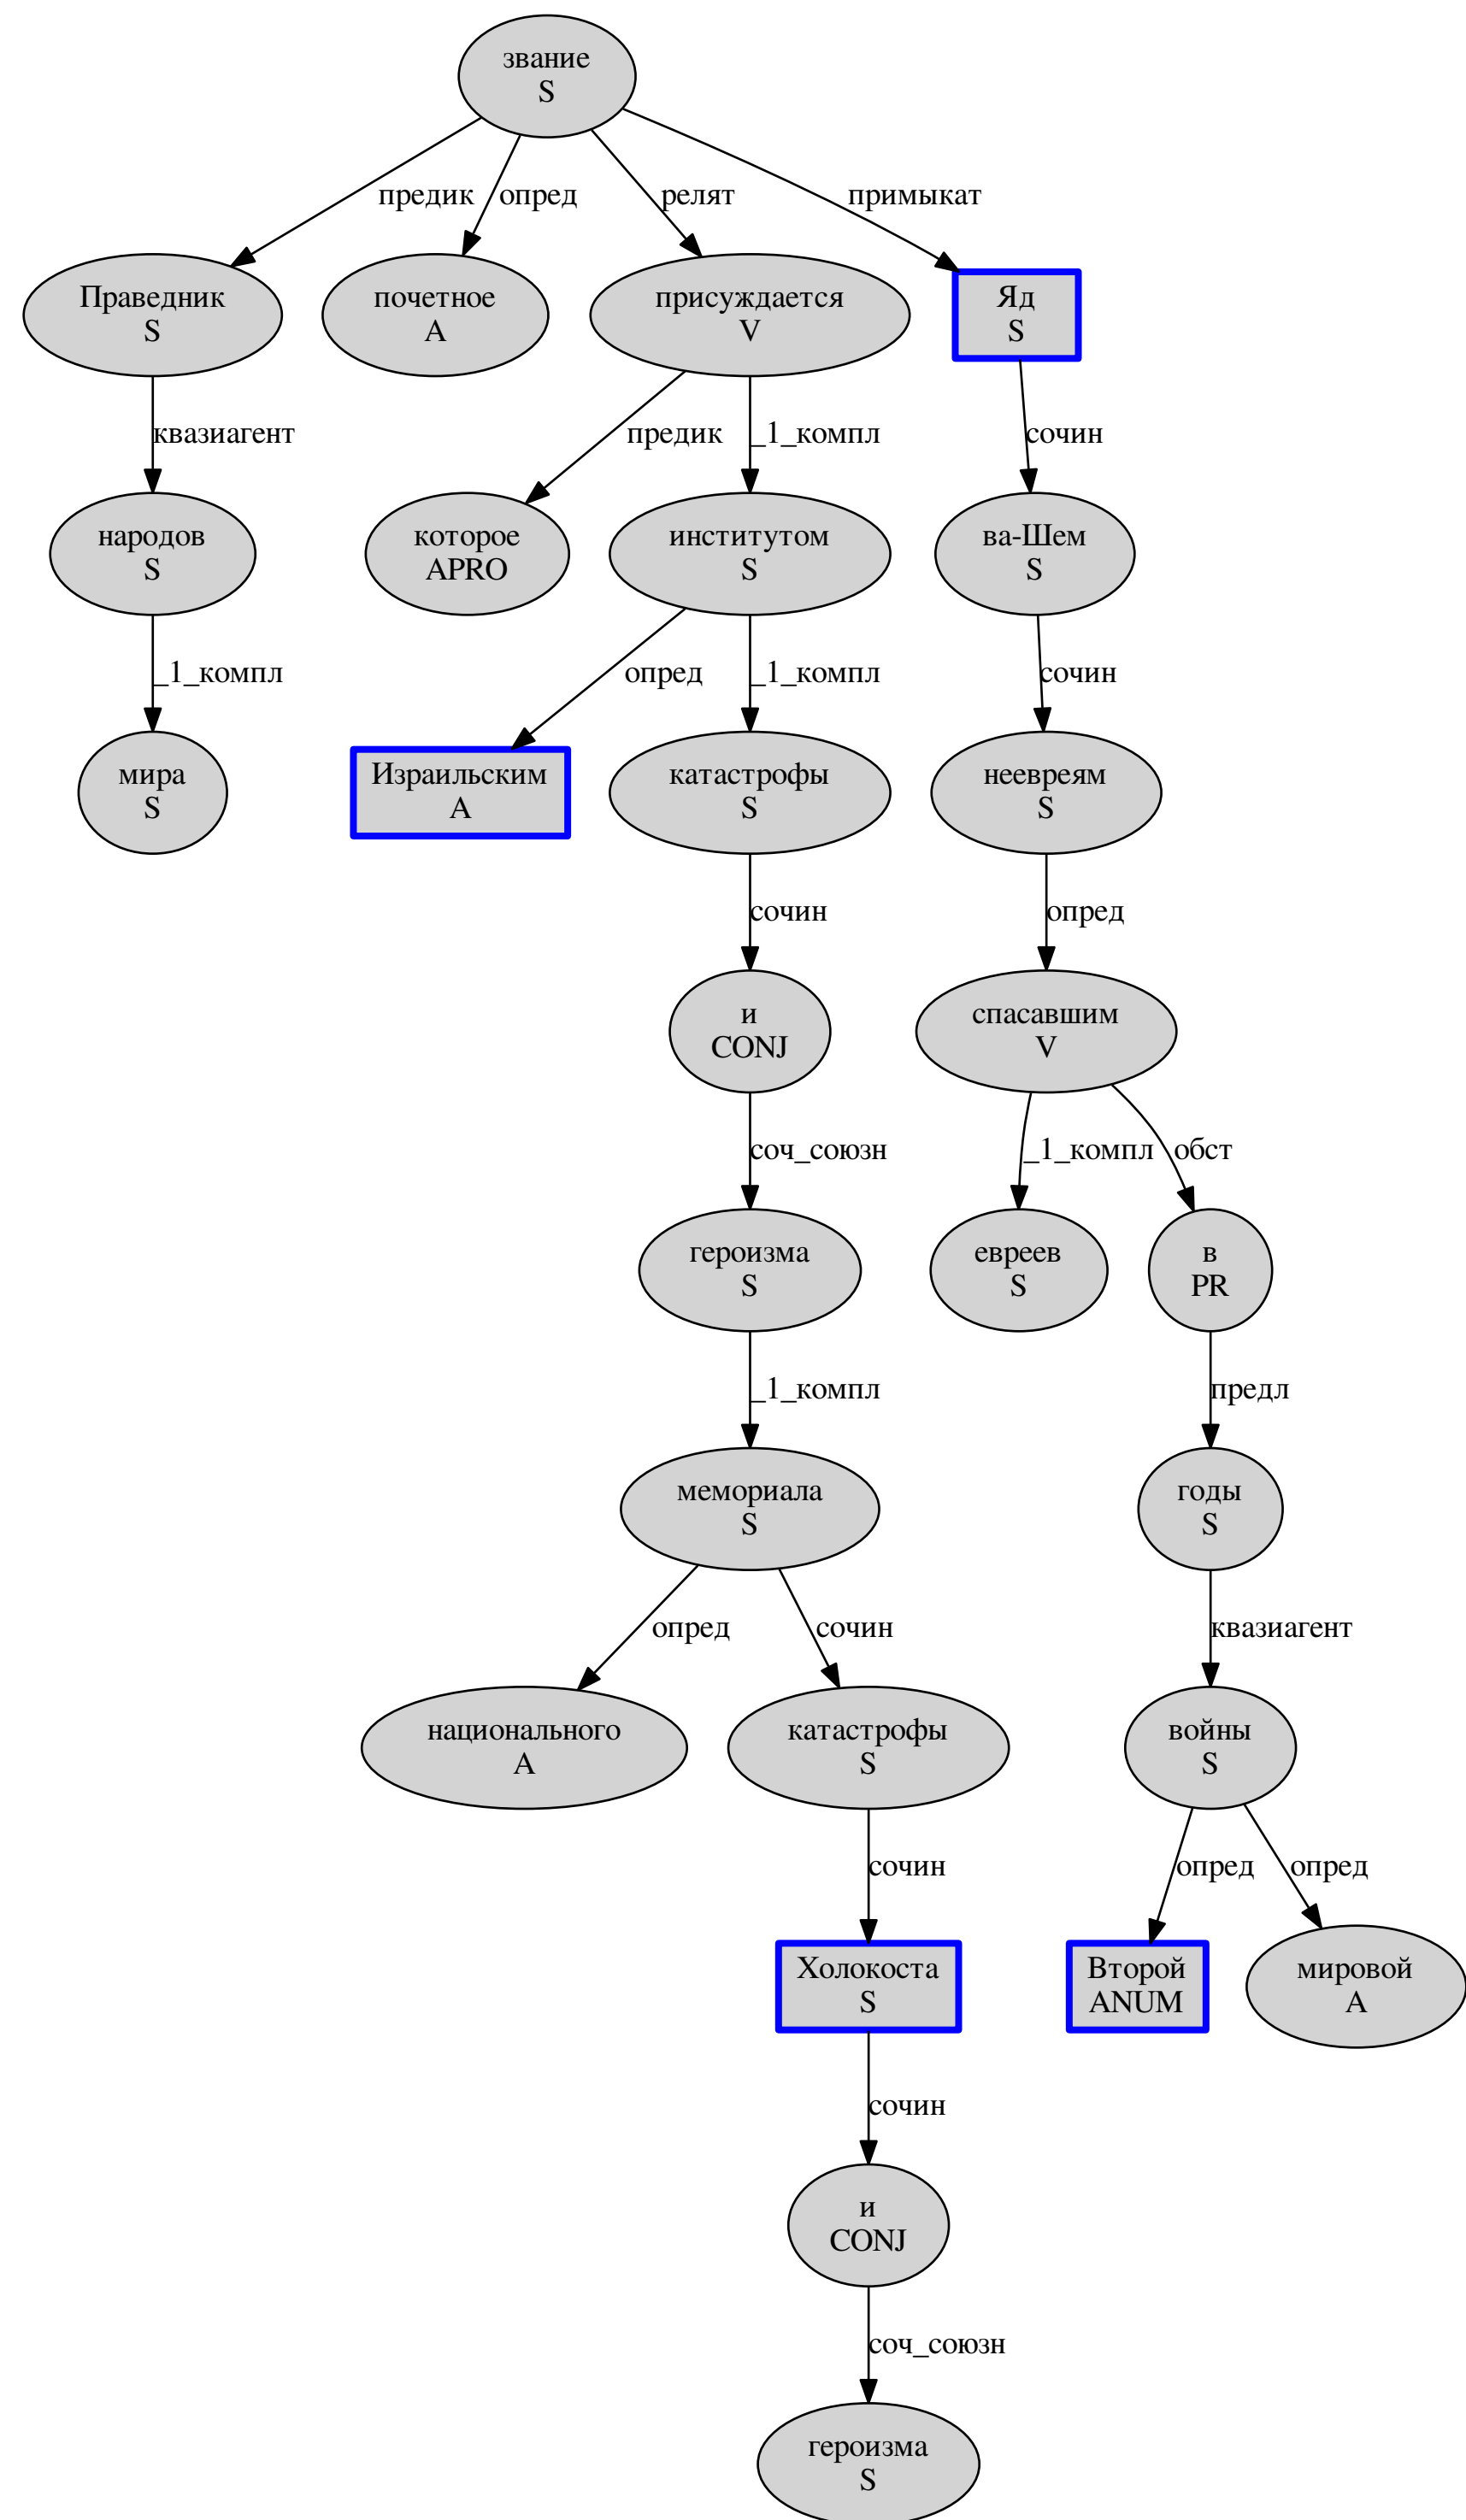 звание
S
предик
опред
релят
примыкат
Праведник
S
почетное
A
присуждается
V
Яд
S
квазиагент
предик
_1_компл
сочин
народов
S
которое
APRO
институтом
S
ва-Шем
S
_1_компл
опред
_1_компл
сочин
мира
S
Израильским
A
катастрофы
S
неевреям
S
сочин
опред
и
CONJ
спасавшим
V
соч_союзн
_1_компл
обст
героизма
S
евреев
S
в
PR
_1_компл
предл
мемориала
S
годы
S
опред
сочин
квазиагент
национального
A
катастрофы
S
войны
S
сочин
опред
опред
Холокоста
S
Второй
ANUM
мировой
A
сочин
и
CONJ
соч_союзн
героизма
S